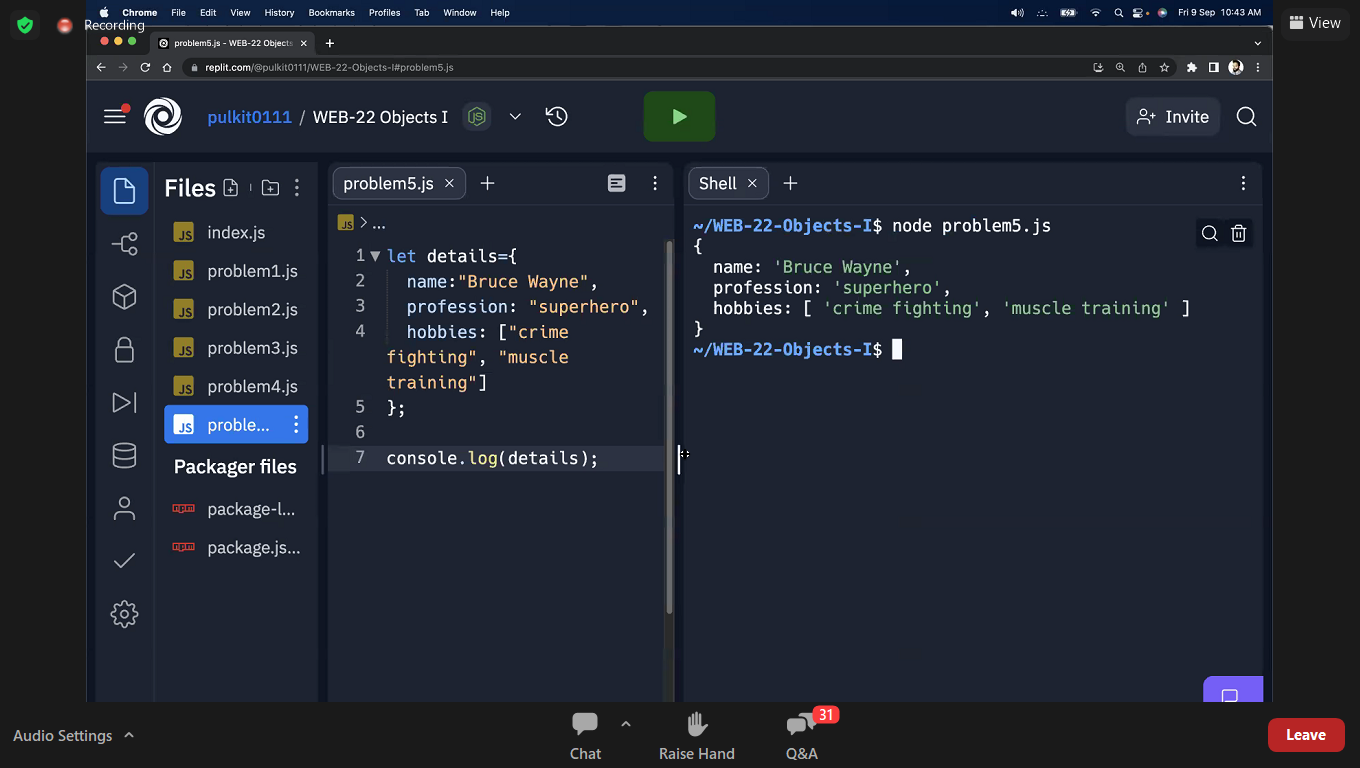 Chrome File Edit View History Bookmarks Profiles Tab Window Help Fri 9 Sep 10:43 AM
Recording
View
problem5.js - WEB-22 Objects
replit.com/@pulkit0111/WEB-22-Objects-I#problem5.js
pulkit0111 / WEB-22 Objects I
Invite
Files
index.js
problem1.js
problem2.js
problem3.js
problem4.js
proble...
Packager files
package-l...
package.js...
problem5.js
...
1 let details={
2 name:"Bruce Wayne",
3 profession: "superhero",
4 hobbies: ["crime
fighting", "muscle
training"]
5 };
6
7 console.log(details);
Shell
~/WEB-22-Objects-I$ node problem5.js
{
name: 'Bruce Wayne',
profession: 'superhero',
hobbies: [ 'crime fighting', 'muscle training' ]
}
~/WEB-22-Objects-I$
Audio Settings
Chat
Raise Hand
31
Q&A
Leave